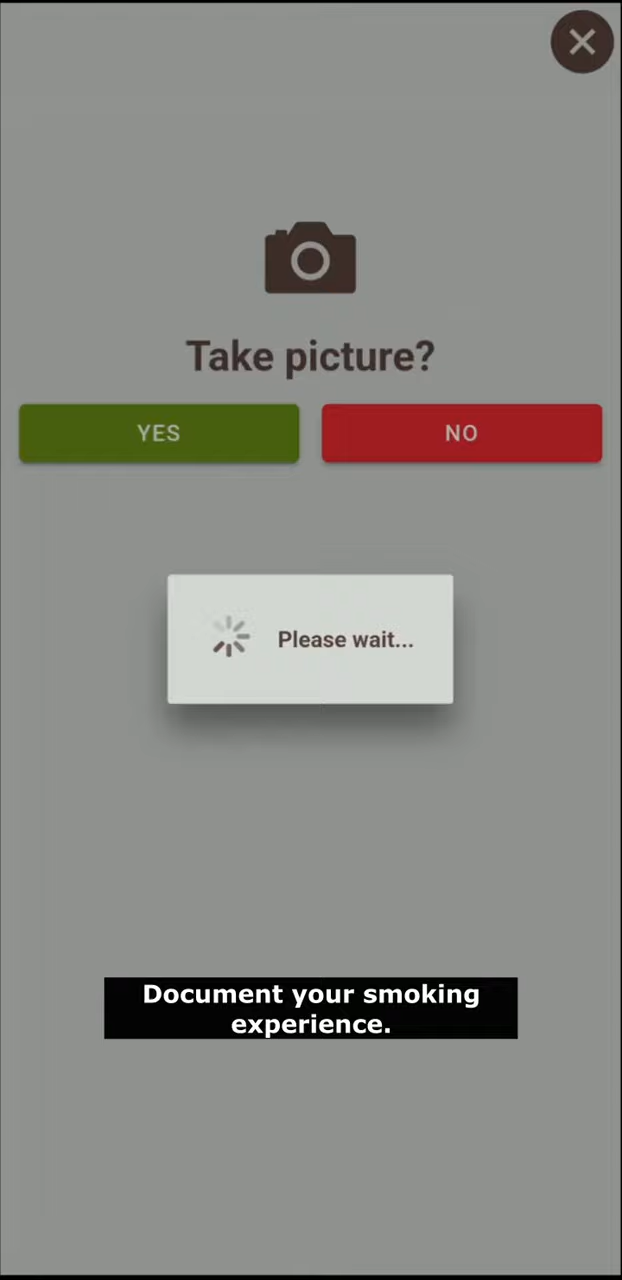 Take picture?
YES
NO
Please wait...
Document your smoking
experience.